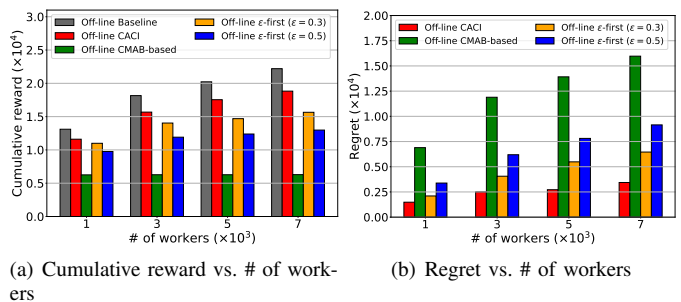 Off-line Baseline
Off-line CACI
Off-line CMAB-based
Off-line ε-first (ε = 0.3)
Off-line ε-first (ε = 0.5)
Cumulative reward (×10⁴)
3.0
2.5
2.0
1.5
1.0
0.5
0.0
1 3 5 7
# of workers (×10³)
(a) Cumulative reward vs. # of work-
ers
Off-line CACI
Off-line CMAB-based
Off-line ε-first (ε = 0.3)
Off-line ε-first (ε = 0.5)
Regret (×10⁴)
2.00
1.75
1.50
1.25
1.00
0.75
0.50
0.25
0.00
1 3 5 7
# of workers (×10³)
(b) Regret vs. # of workers